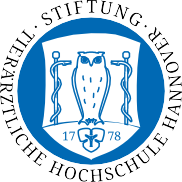 STIFTUNG · TIERÄRZTLICHE HOCHSCHULE HANNOVER ·
17 78